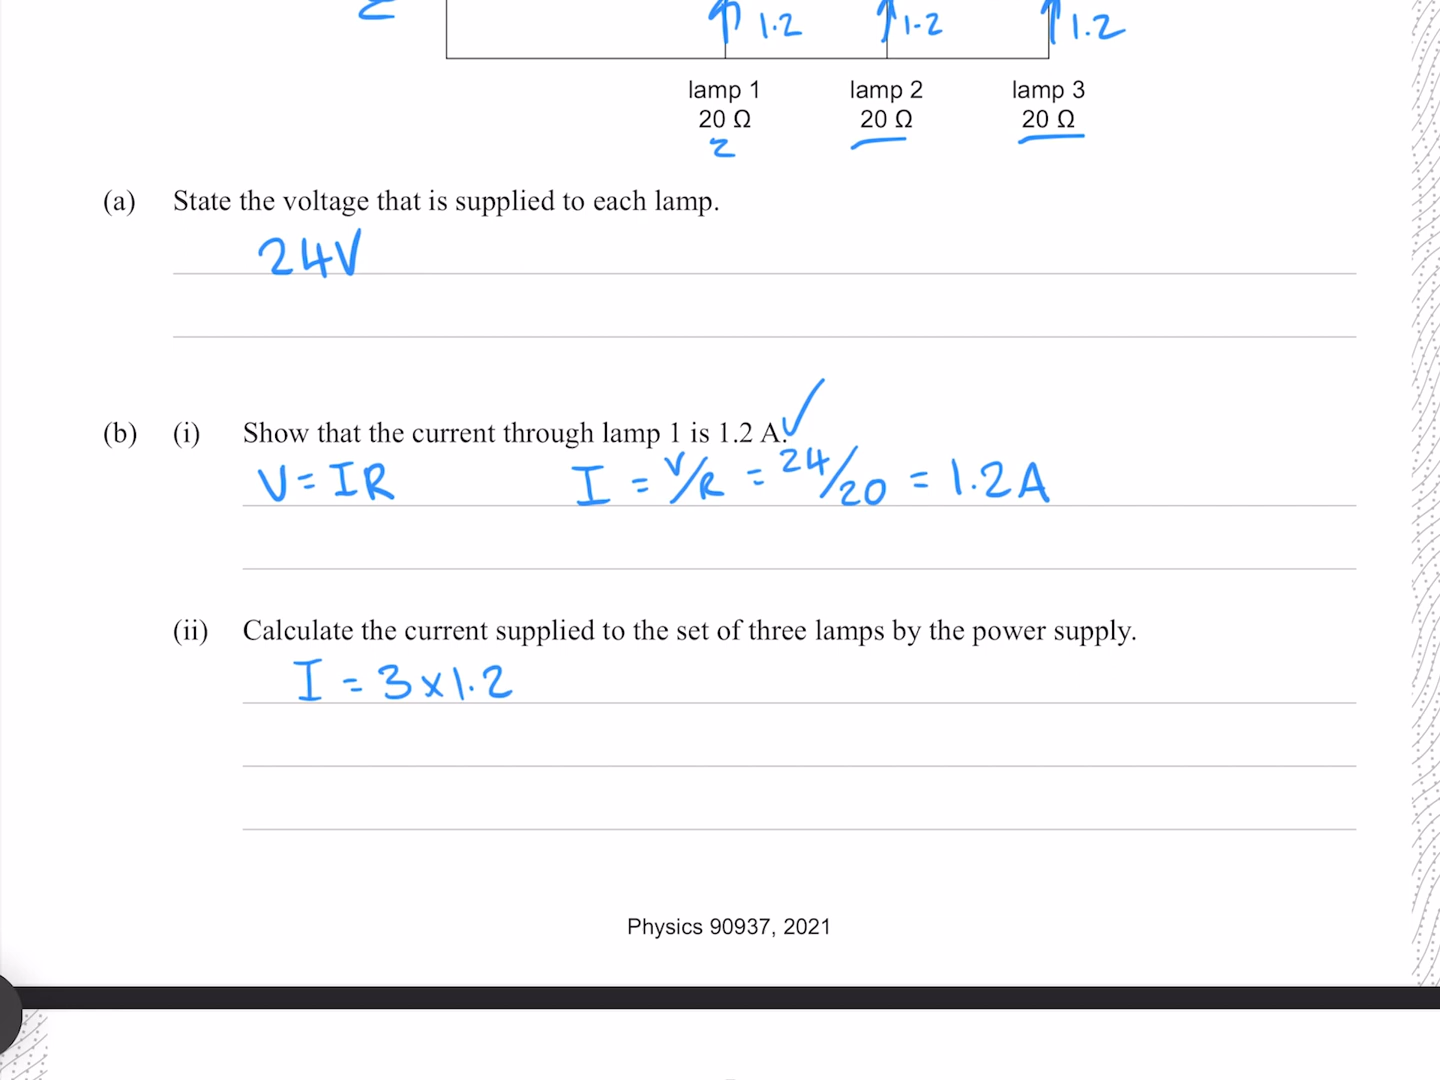 1.2 1.2 1.2
lamp 1 lamp 2 lamp 3
20 Ω 20 Ω 20 Ω
(a) State the voltage that is supplied to each lamp.
24V
(b) (i) Show that the current through lamp 1 is 1.2 A.
V = IR I = V/R = 24/20 = 1.2A
(ii) Calculate the current supplied to the set of three lamps by the power supply.
I = 3 × 1.2
Physics 90937, 2021